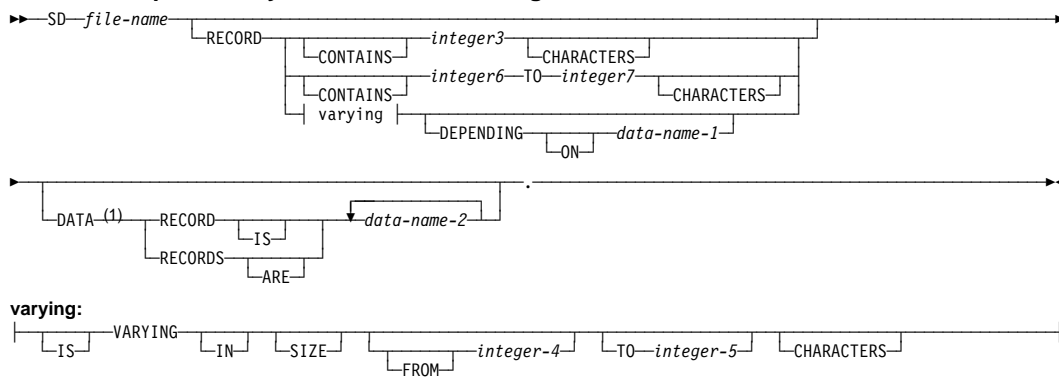 SD file-name
RECORD integer3
CONTAINS CHARACTERS
integer6 TO integer7
CONTAINS CHARACTERS
varying
DEPENDING data-name-1
ON
.
DATA (1) RECORD data-name-2
IS
RECORDS
ARE
varying:
VARYING integer-4
IS IN SIZE FROM TO integer-5 CHARACTERS